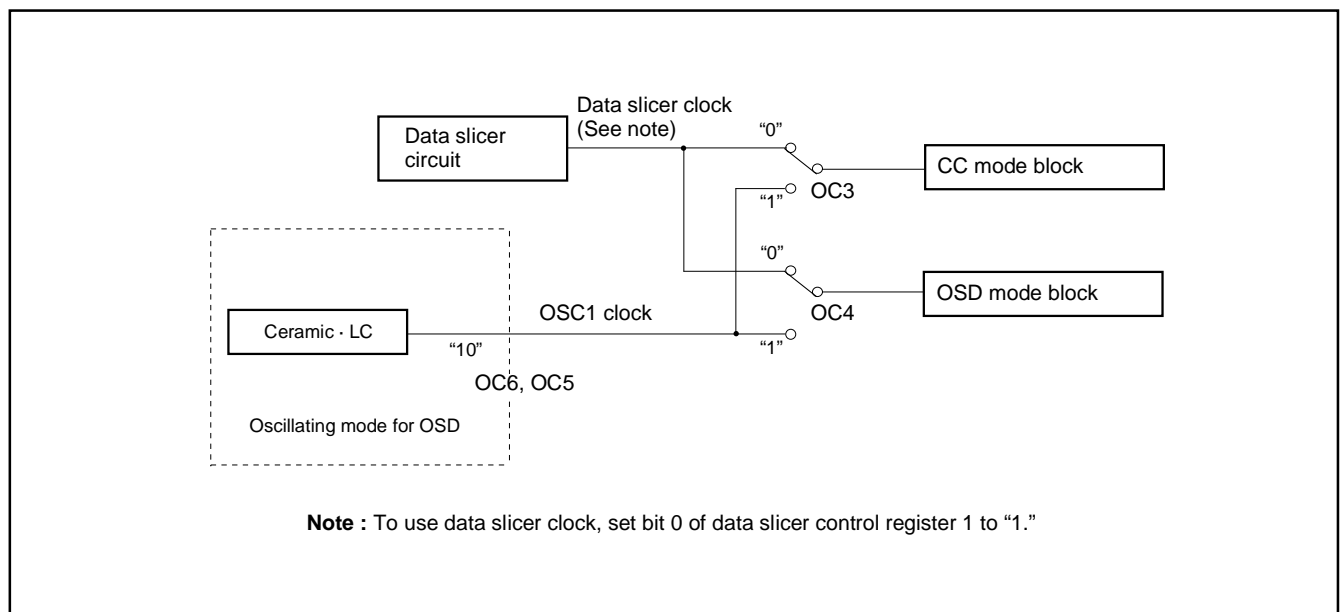 Data slicer clock
(See note)
Data slicer
circuit
“0”
CC mode block
“1”
OC3
“0”
OSD mode block
OC4
OSC1 clock
Ceramic · LC
“10”
“1”
OC6, OC5
Oscillating mode for OSD
Note : To use data slicer clock, set bit 0 of data slicer control register 1 to “1.”